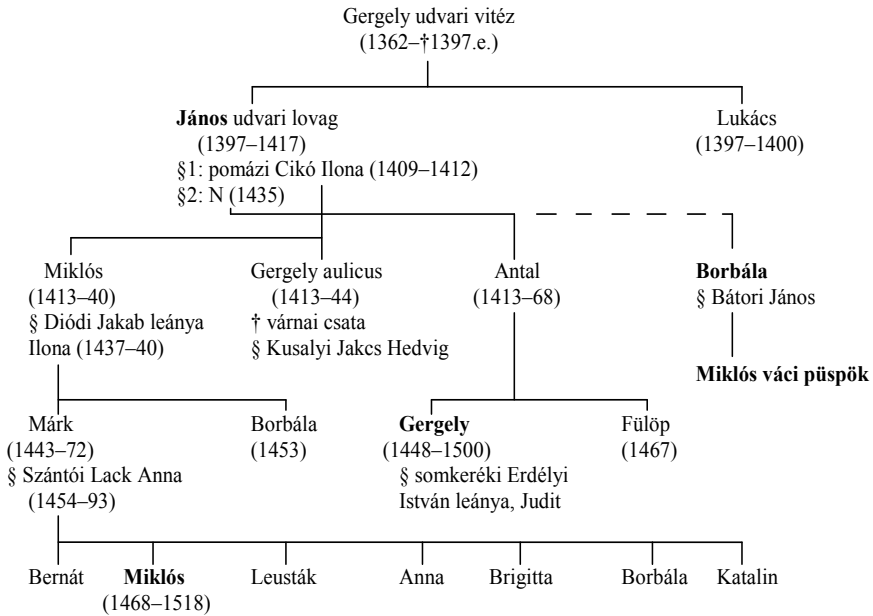 Gergely udvari vitéz
(1362–†1397.e.)
János udvari lovag
(1397–1417)
§1: pomázi Cikó Ilona (1409–1412)
§2: N (1435)
Lukács
(1397–1400)
Miklós
(1413–40)
§ Diódi Jakab leánya
Ilona (1437–40)
Gergely aulicus
(1413–44)
† várnai csata
§ Kusalyi Jakcs Hedvig
Antal
(1413–68)
Borbála
§ Bátori János
Miklós váci püspök
Márk
(1443–72)
§ Szántói Lack Anna
(1454–93)
Borbála
(1453)
Gergely
(1448–1500)
§ somkeréki Erdélyi
István leánya, Judit
Fülöp
(1467)
Bernát
Miklós
(1468–1518)
Leusták
Anna
Brigitta
Borbála
Katalin